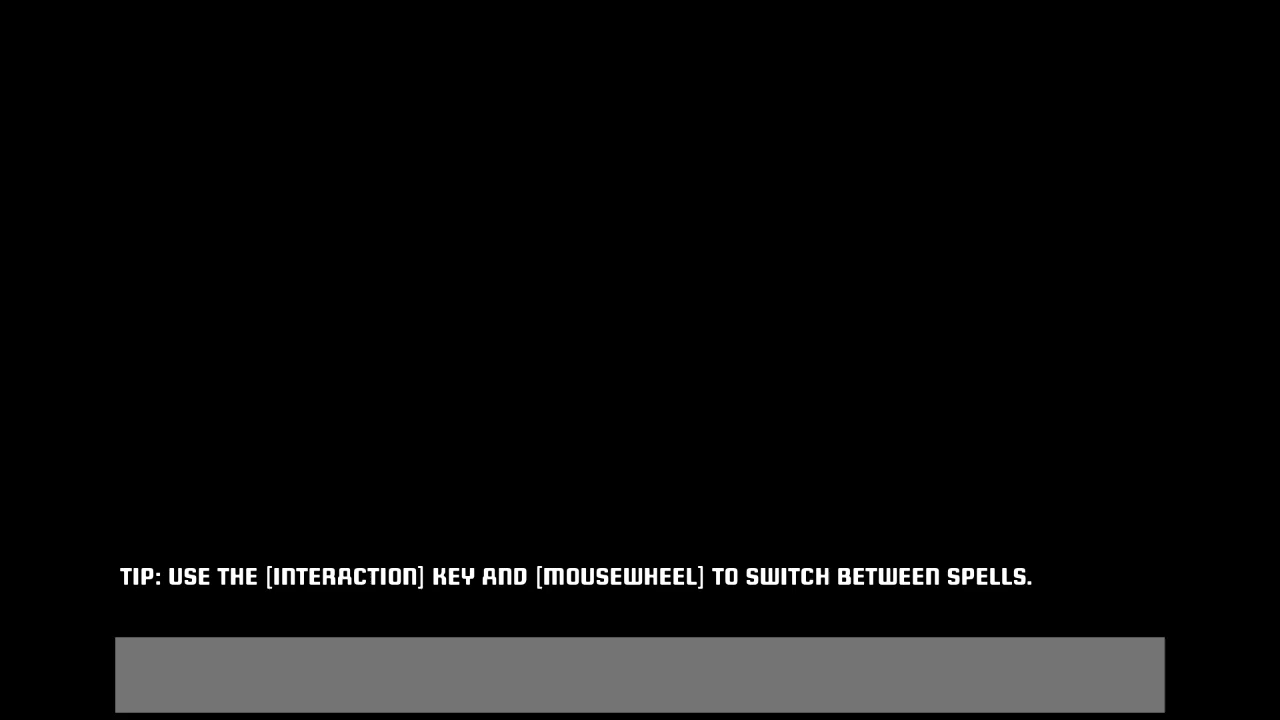 TIP: USE THE [INTERACTION] KEY AND [MOUSEWHEEL] TO SWITCH BETWEEN SPELLS.